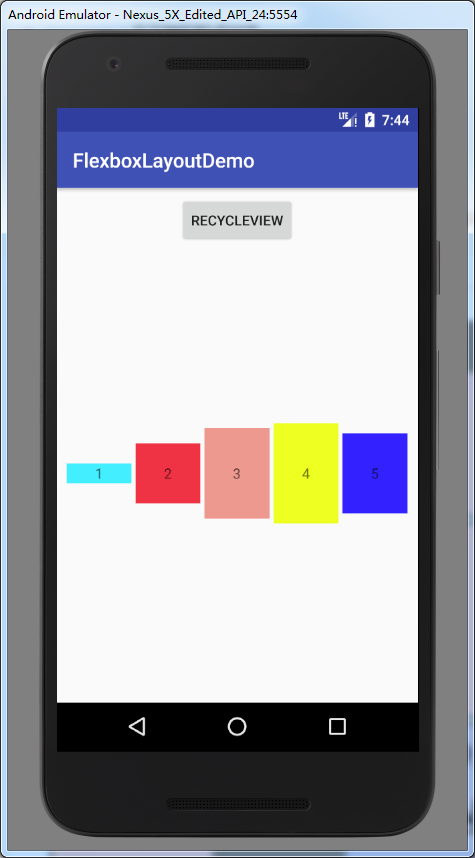 Android Emulator - Nexus_5X_Edited_API_24:5554
LTE 7:44
FlexboxLayoutDemo
RECYCLEVIEW
1 2 3 4 5